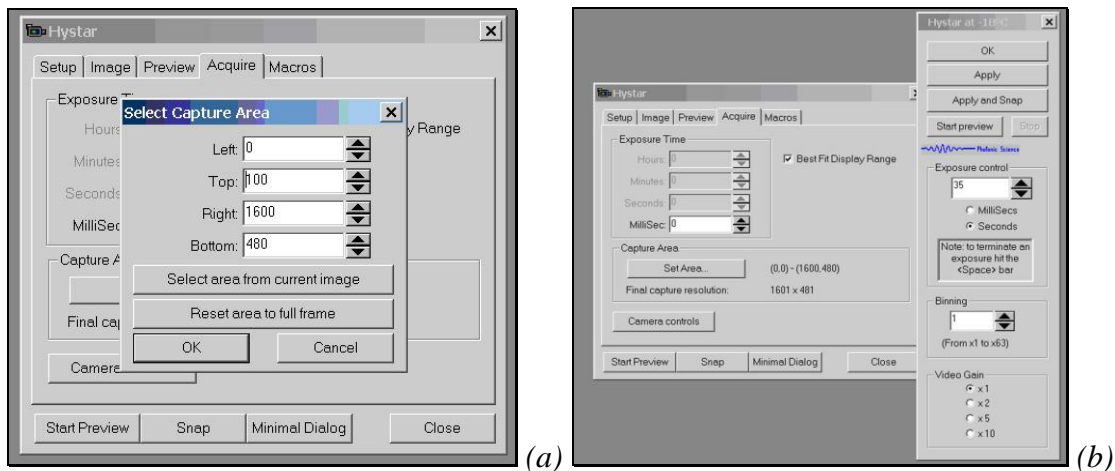 Hystar
Setup Image Preview Acquire Macros
Exposure
Select Capture Area
Hours
y Range
Left: 0
Minutes
Top: 100
Seconds
Right: 1600
MilliSec
Bottom: 480
Capture A
Select area from current image
Reset area to full frame
Final cap
OK Cancel
Camera
Start Preview Snap Minimal Dialog Close
(a)
Hystar
Setup Image Preview Acquire Macros
Exposure Time
Hours: 0
Best Fit Display Range
Minutes: 0
Seconds: 0
MilliSec: 0
Capture Area
Set Area... (0,0) - (1600,480)
Final capture resolution: 1601 x 481
Camera controls
Start Preview Snap Minimal Dialog Close
Hystar at -10°C
OK
Apply
Apply and Snap
Start preview Stop
Photonic Science
Exposure control
35
MilliSecs
Seconds
Note: to terminate an
exposure hit the
<Space> bar
Binning
1
(From x1 to x63)
Video Gain
x1
x2
x5
x10
(b)